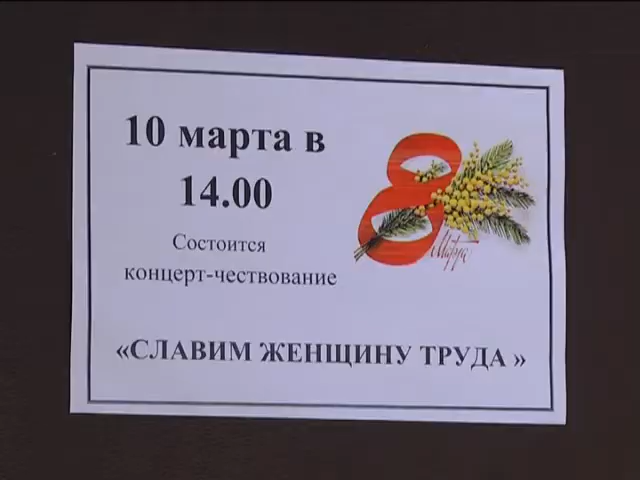 10 марта в
14.00
Состоится
концерт-чествование
8 Марта
«СЛАВИМ ЖЕНЩИНУ ТРУДА »